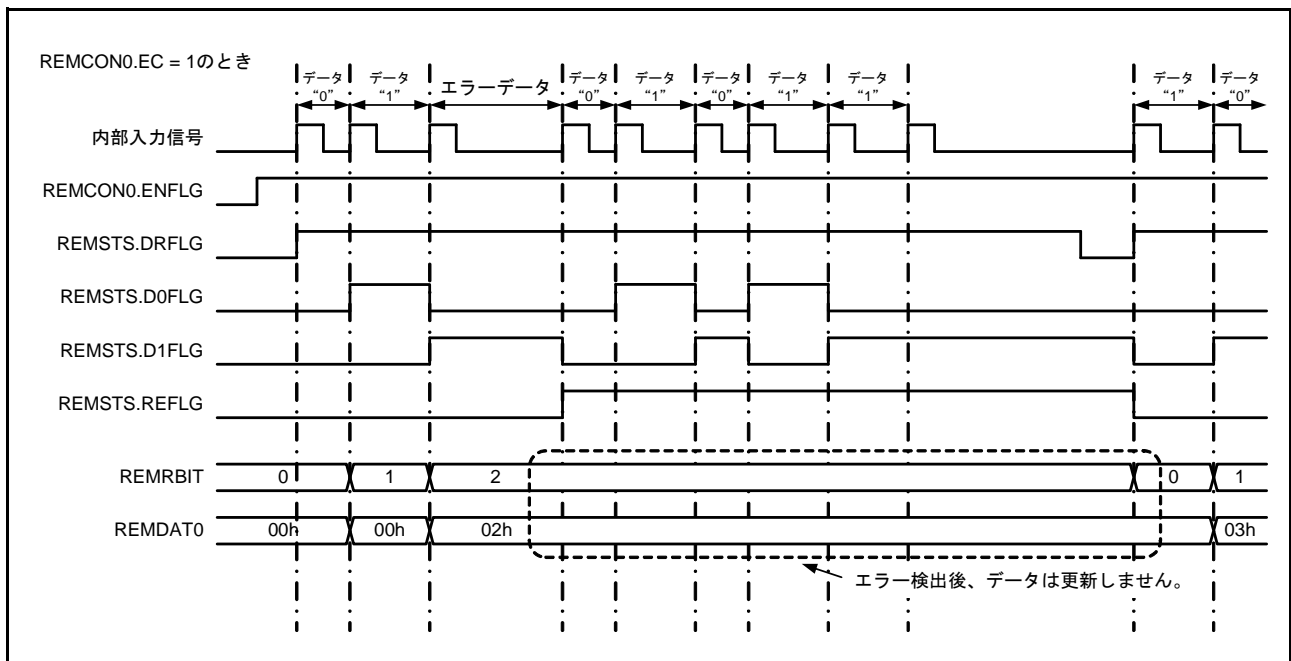 REMCON0.EC = 1のとき
データ "0"
データ "1"
エラーデータ
データ "0"
データ "1"
データ "0"
データ "1"
データ "1"
データ "1"
データ "0"
内部入力信号
REMCON0.ENFLG
REMSTS.DRFLG
REMSTS.D0FLG
REMSTS.D1FLG
REMSTS.REFLG
REMRBIT 0 1 2 0 1
REMDAT0 00h 00h 02h 03h
エラー検出後、データは更新しません。